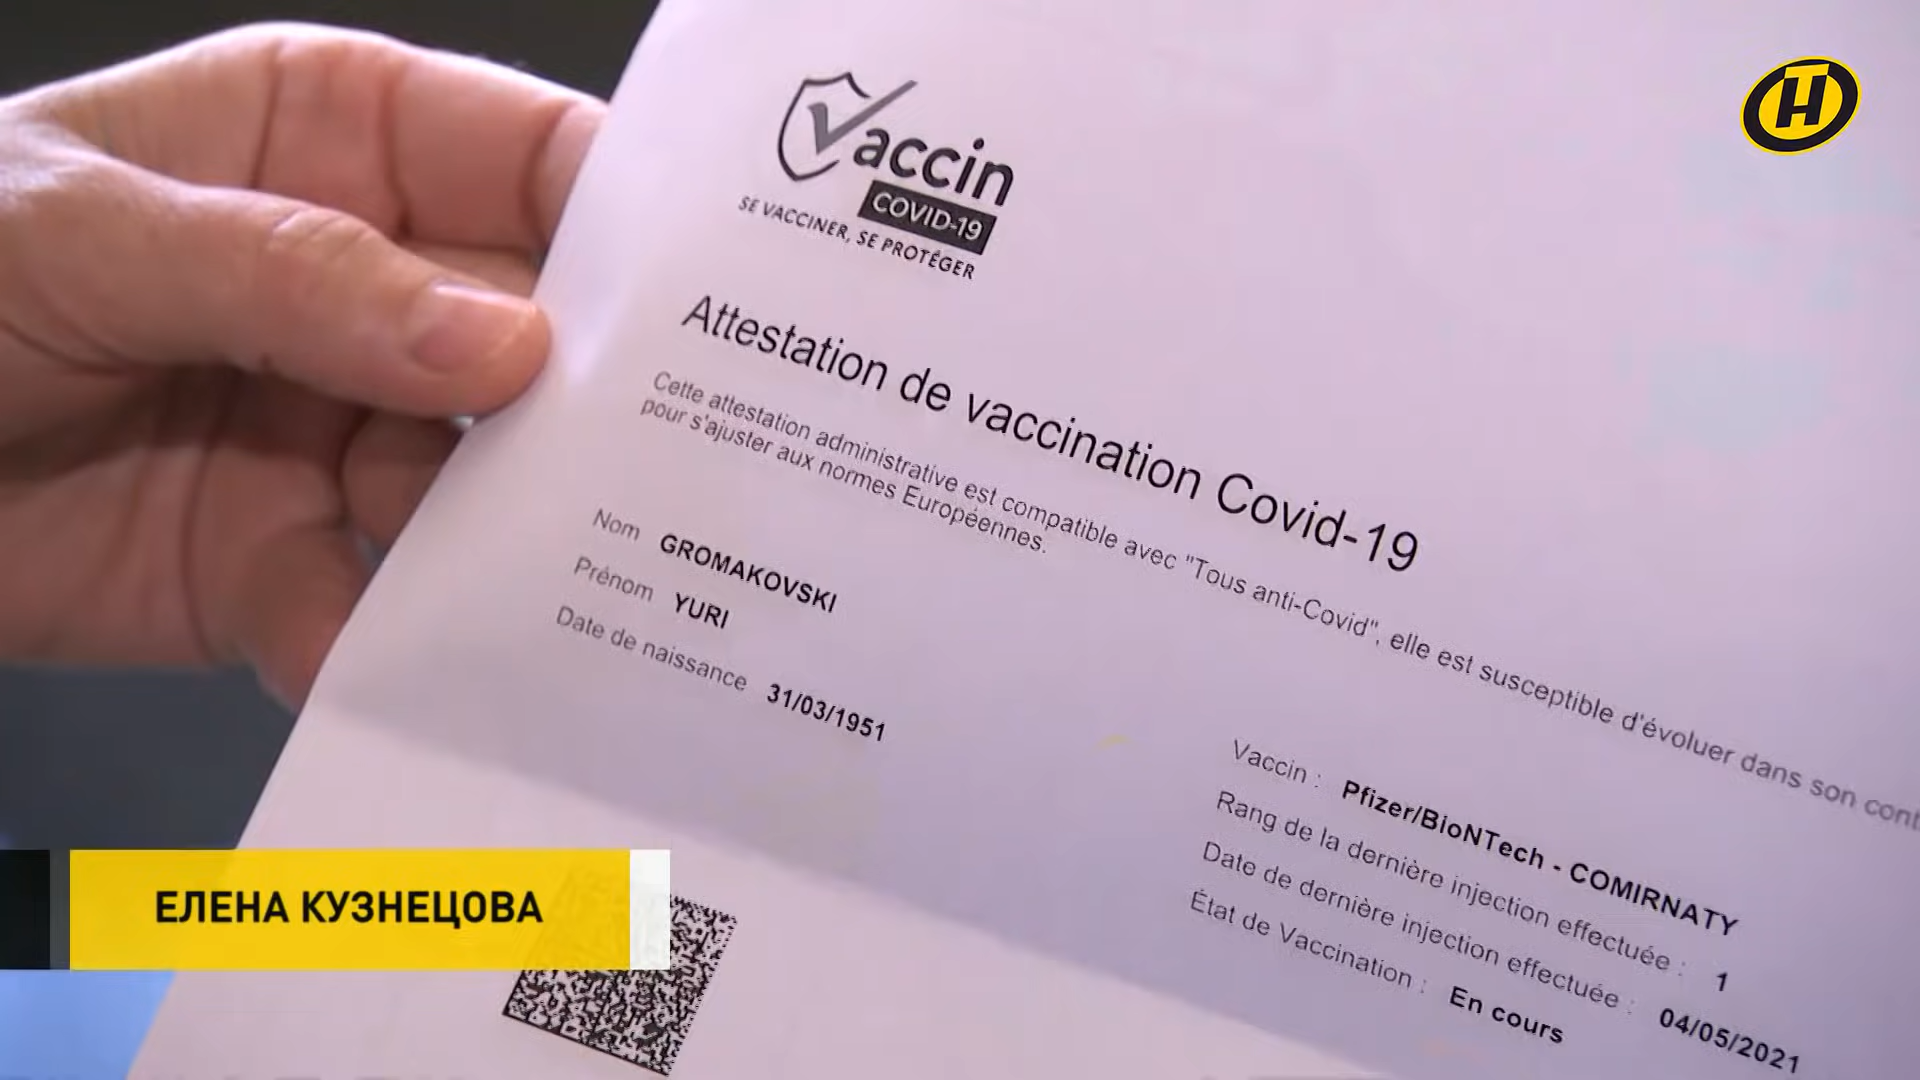 Vaccin
COVID-19
SE VACCINER, SE PROTÉGER
Attestation de vaccination Covid-19
Cette attestation administrative est compatible avec "Tous anti-Covid", elle est susceptible d'évoluer dans son cont
pour s'ajuster aux normes Européennes.
Nom GROMAKOVSKI
Prénom YURI
Date de naissance 31/03/1951
Vaccin : Pfizer/BioNTech - COMIRNATY
Rang de la dernière injection effectuée : 1
Date de dernière injection effectuée : 04/05/2021
État de Vaccination : En cours
ЕЛЕНА КУЗНЕЦОВА
ОНТ